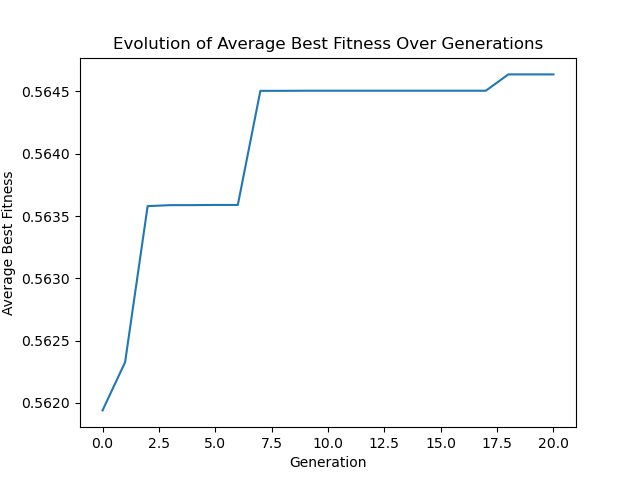 Evolution of Average Best Fitness Over Generations
0.5645
0.5640
0.5635
0.5630
0.5625
0.5620
Average Best Fitness
0.0 2.5 5.0 7.5 10.0 12.5 15.0 17.5 20.0
Generation